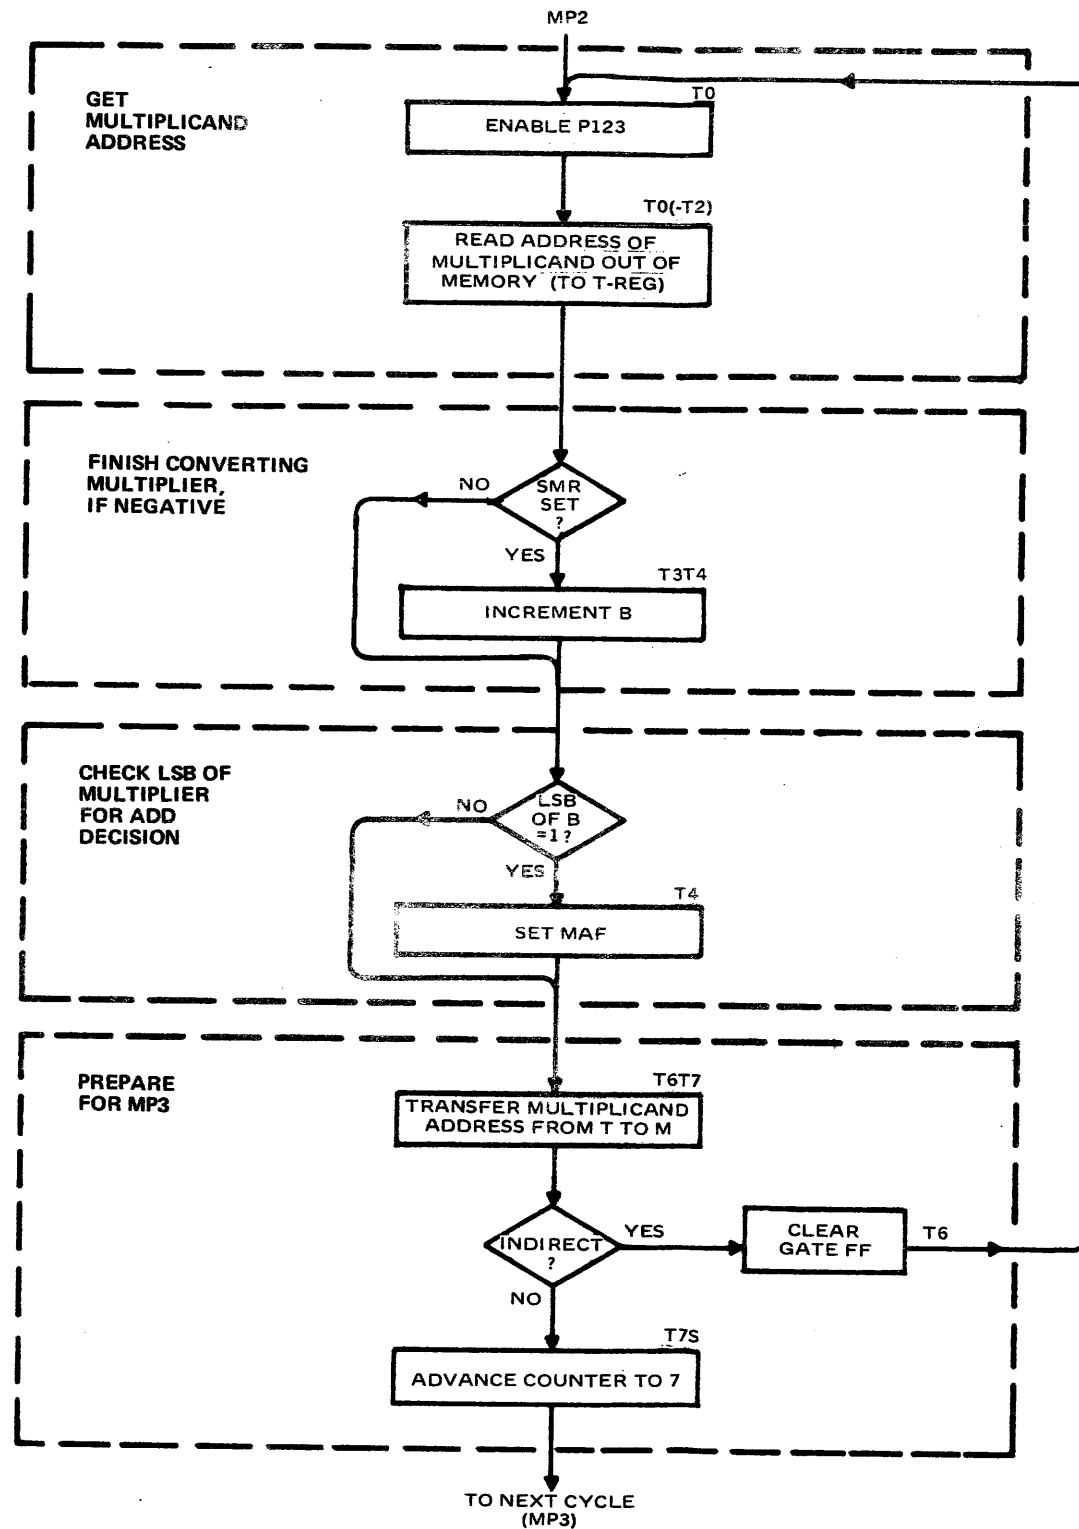 MP2
GET
MULTIPLICAND
ADDRESS
T0
ENABLE P123
T0(-T2)
READ ADDRESS OF
MULTIPLICAND OUT OF
MEMORY (TO T-REG)
FINISH CONVERTING
MULTIPLIER,
IF NEGATIVE
NO
SMR
SET
?
YES
T3T4
INCREMENT B
CHECK LSB OF
MULTIPLIER
FOR ADD
DECISION
NO
LSB
OF B
=1?
YES
T4
SET MAF
PREPARE
FOR MP3
T6T7
TRANSFER MULTIPLICAND
ADDRESS FROM T TO M
INDIRECT
?
YES
CLEAR
GATE FF
T6
NO
T7S
ADVANCE COUNTER TO 7
TO NEXT CYCLE
(MP3)